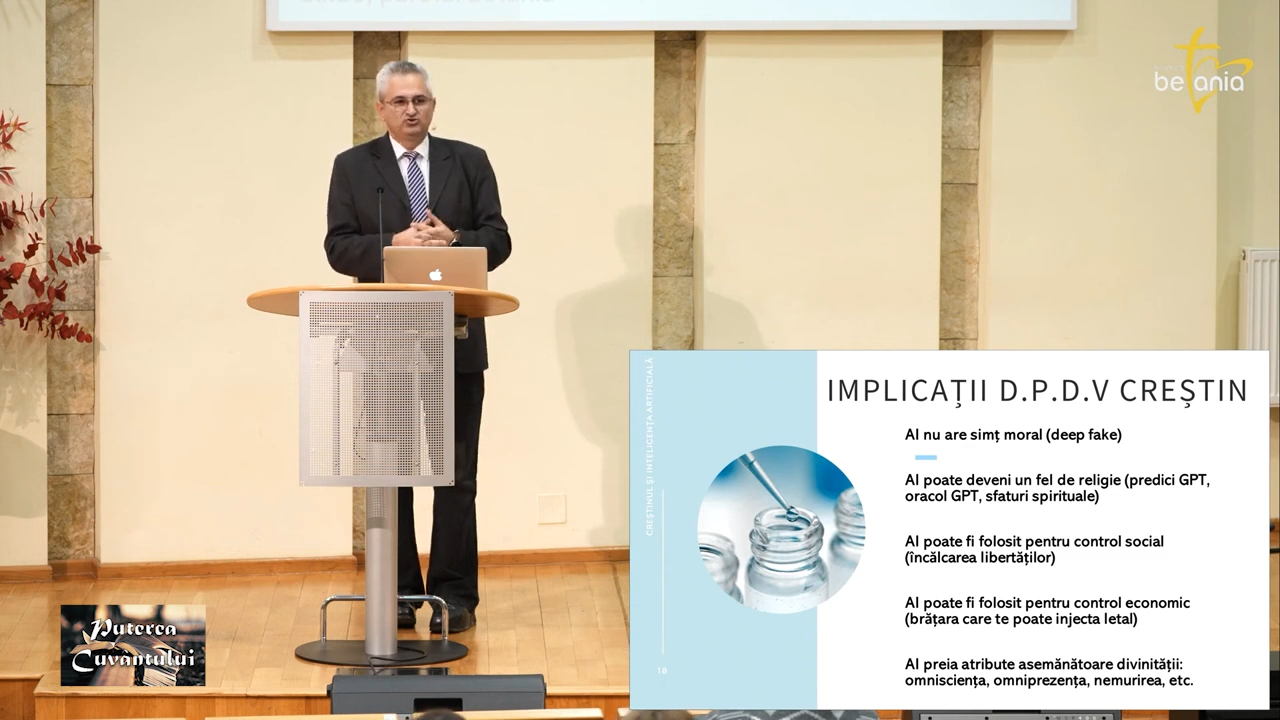 betania
CREȘTINUL ȘI INTELIGENȚA ARTIFICIALĂ
18
IMPLICAȚII D.P.D.V CREȘTIN
AI nu are simț moral (deep fake)
AI poate deveni un fel de religie (predici GPT,
oracol GPT, sfaturi spirituale)
AI poate fi folosit pentru control social
(încălcarea libertăților)
AI poate fi folosit pentru control economic
(brățara care te poate injecta letal)
AI preia atribute asemănătoare divinității:
omnisciența, omniprezența, nemurirea, etc.
Puterea
Cuvântului